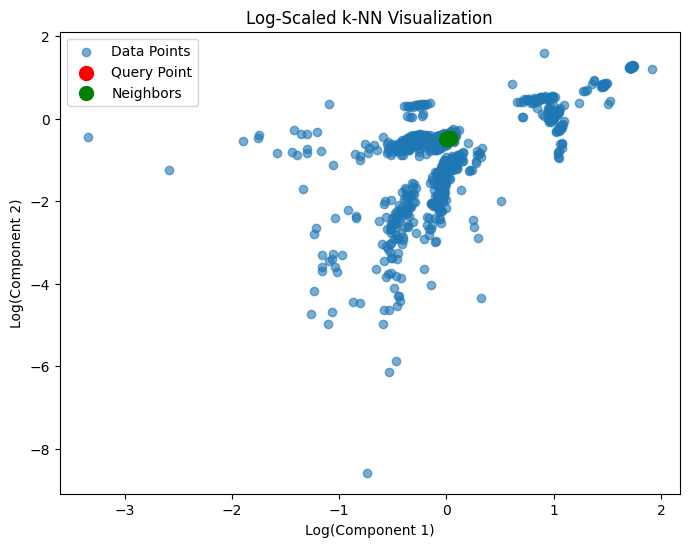 Log-Scaled k-NN Visualization
Data Points
Query Point
Neighbors
2
0
−2
−4
−6
−8
Log(Component 2)
−3
−2
−1
0
1
2
Log(Component 1)